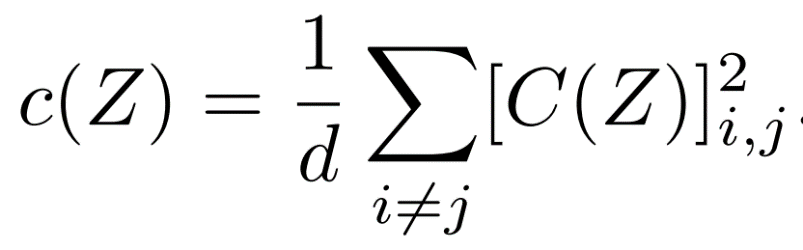 c(Z) = \frac{1}{d} \sum_{i \neq j} [C(Z)]_{i,j}^{2}.